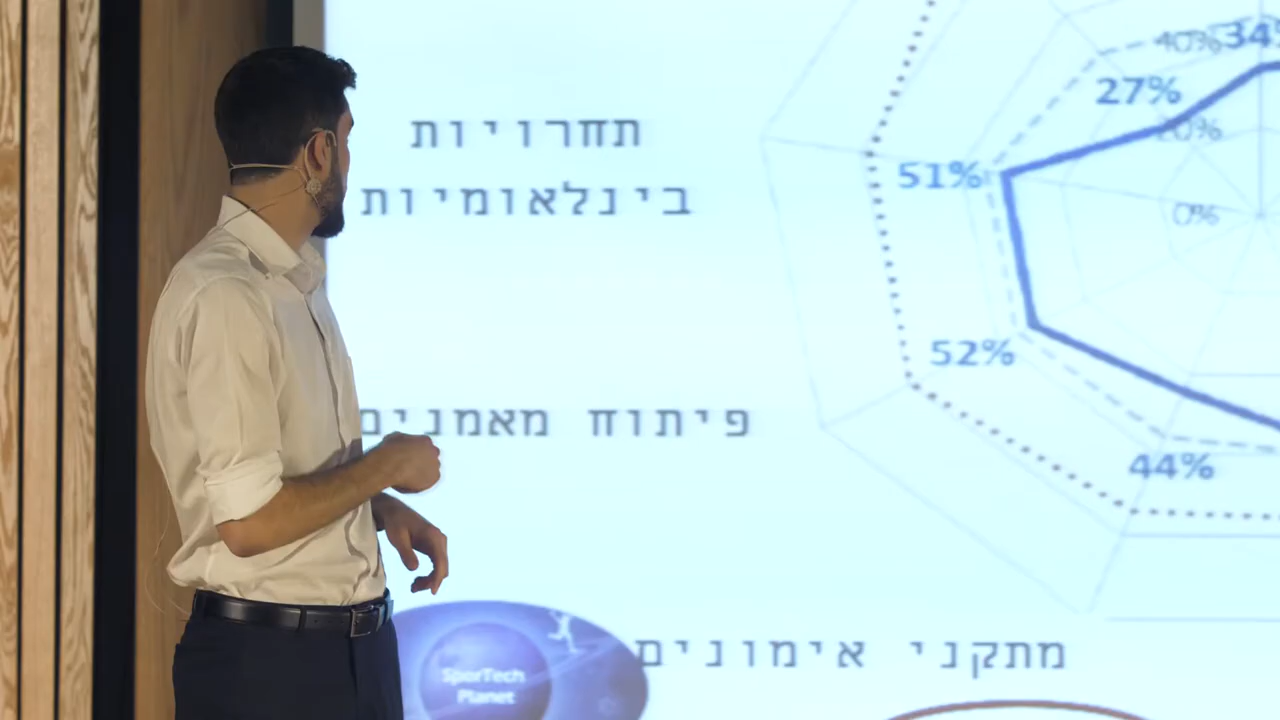 40% 34%
27%
20%
תחרויות
51%
בינלאומיות
0%
52%
פיתוח מאמנים
44%
מתקני אימונים
SporTech
Planet